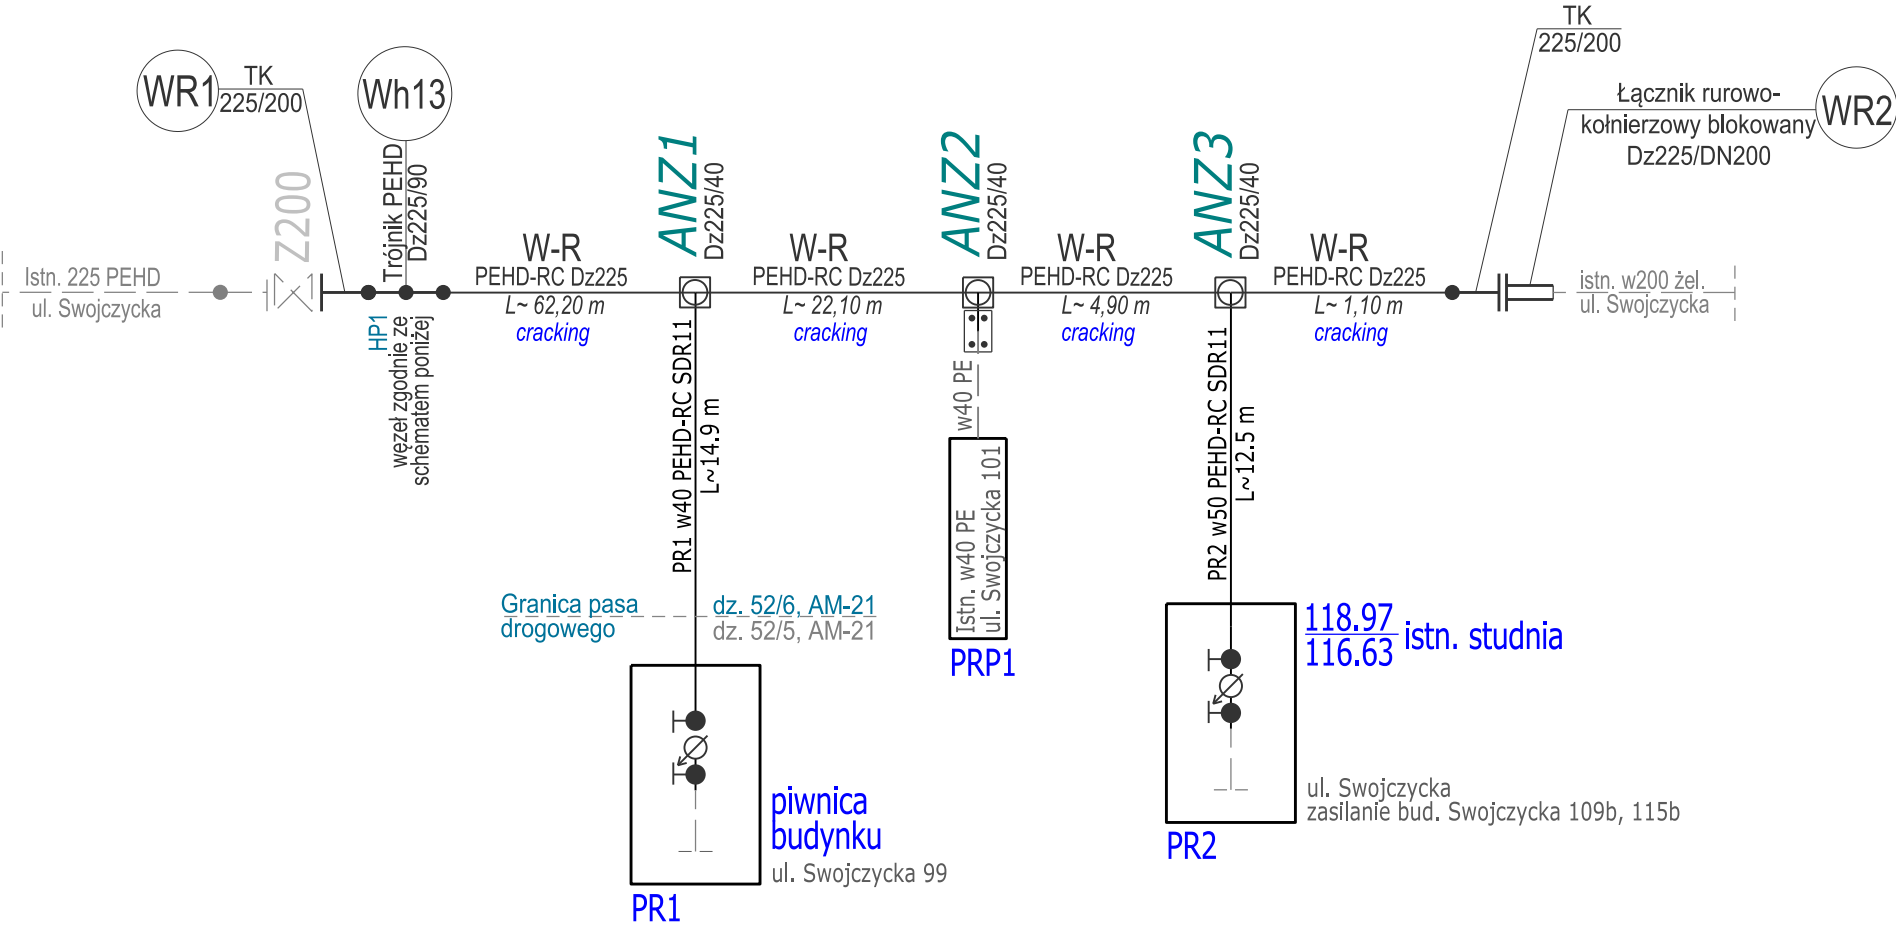 WR1
TK
225/200
Wh13
Trójnik PEHD
Dz225/90
Z200
Istn. 225 PEHD
ul. Swojczycka
HP1
węzeł zgodnie ze
schematem poniżej
W-R
PEHD-RC Dz225
L~ 62,20 m
cracking
ANZ1
Dz225/40
W-R
PEHD-RC Dz225
L~ 22,10 m
cracking
ANZ2
Dz225/40
W-R
PEHD-RC Dz225
L~ 4,90 m
cracking
ANZ3
Dz225/40
W-R
PEHD-RC Dz225
L~ 1,10 m
cracking
TK
225/200
Łącznik rurowo-
kołnierzowy blokowany
Dz225/DN200
WR2
istn. w200 żel.
ul. Swojczycka
PR1 w40 PEHD-RC SDR11
L~14.9 m
Granica pasa
drogowego
dz. 52/6, AM-21
dz. 52/5, AM-21
piwnica
budynku
ul. Swojczycka 99
PR1
w40 PE
Istn. w40 PE
ul. Swojczycka 101
PRP1
PR2 w50 PEHD-RC SDR11
L~12.5 m
118.97
116.63
istn. studnia
ul. Swojczycka
zasilanie bud. Swojczycka 109b, 115b
PR2